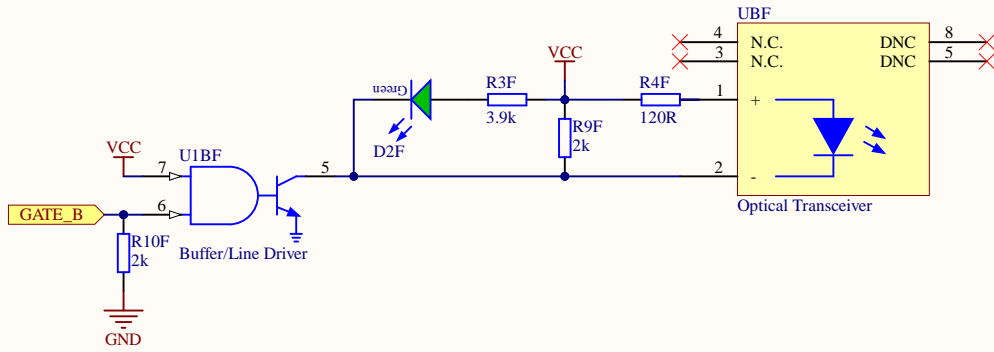 UBF
4 N.C. DNC 8
3 N.C. DNC 5
VCC
Green
R3F
R4F
1 +
3.9k
120R
D2F
R9F
2k
VCC
U1BF
7
5
2 -
GATE_B
6
Optical Transceiver
R10F
2k
Buffer/Line Driver
GND